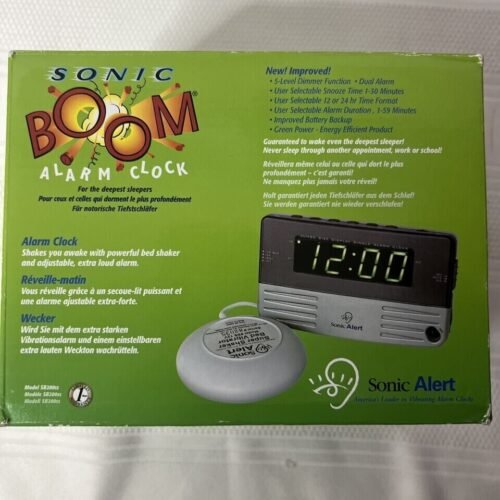 SONIC
BOOM®
ALARM CLOCK
For the deepest sleepers
Pour ceux et celles qui dorment le plus profondément
Für notorische Tiefstschläfer
New! Improved!
• 5-Level Dimmer Function • Dual Alarm
• User Selectable Snooze Time 1-30 Minutes
• User Selectable 12 or 24 hr Time Format
• User Selectable Alarm Duration, 1-59 Minutes
• Improved Battery Backup
• Green Power - Energy Efficient Product
Guaranteed to wake even the deepest sleeper!
Never sleep through another appointment, work or school!
Réveillera même celui ou celle qui dort le plus
profondément – c'est garanti!
Ne manquez plus jamais votre réveil!
Holt garantiert jeden Tiefstschläfer aus dem Schlaf!
Sie werden garantiert nie wieder verschlafen!
Alarm Clock
Shakes you awake with powerful bed shaker
and adjustable, extra loud alarm.
Réveille-matin
Vous réveille grâce à un secoue-lit puissant et
une alarme ajustable extra-forte.
Wecker
Wird Sie mit dem extra starken
Vibrationsalarm und einem einstellbaren
extra lauten Weckton wachrütteln.
12:00
Sonic Alert
Sonic
Alert
Super Shaker
Bed Vibrator
Model SB200ss
Modèle SB200ss
Modell SB200ss
Sonic Alert
America's Leader in Vibrating Alarm Clocks